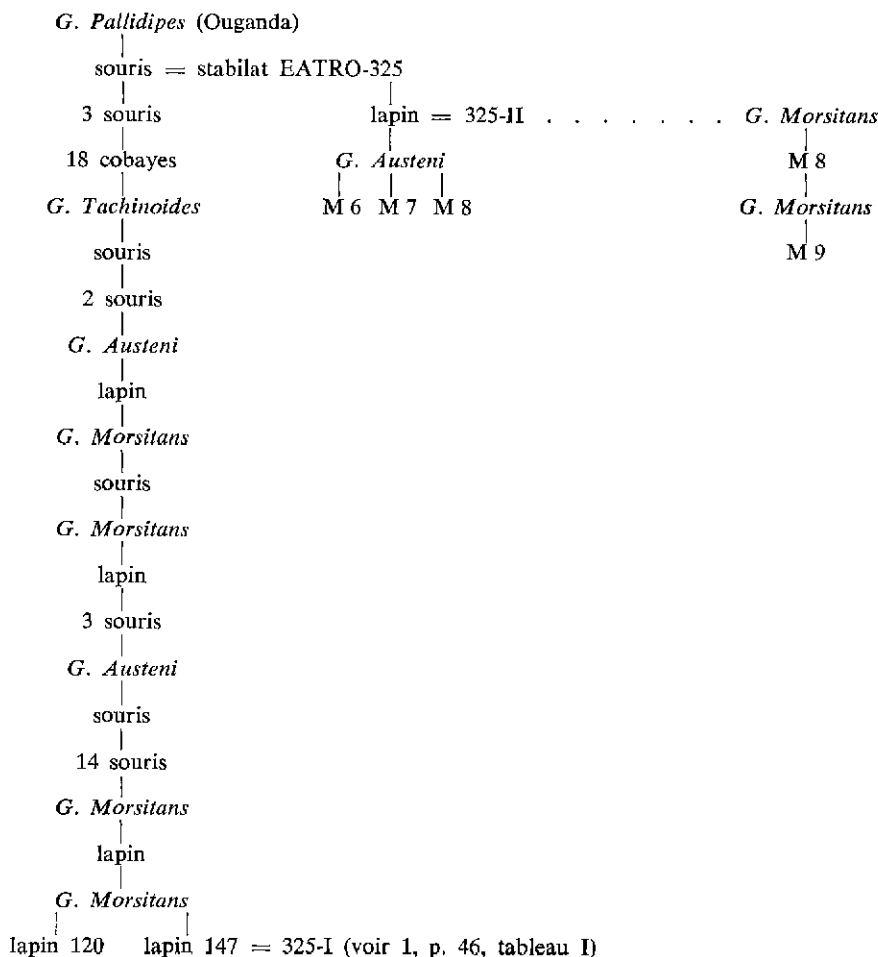 G. Pallidipes (Ouganda)
souris = stabilat EATRO-325
3 souris lapin = 325-II . . . . . . . G. Morsitans
18 cobayes G. Austeni M 8
G. Tachinoides M 6 M 7 M 8 G. Morsitans
souris M 9
2 souris
G. Austeni
lapin
G. Morsitans
souris
G. Morsitans
lapin
3 souris
G. Austeni
souris
14 souris
G. Morsitans
lapin
G. Morsitans
lapin 120 lapin 147 = 325-I (voir 1, p. 46, tableau I)